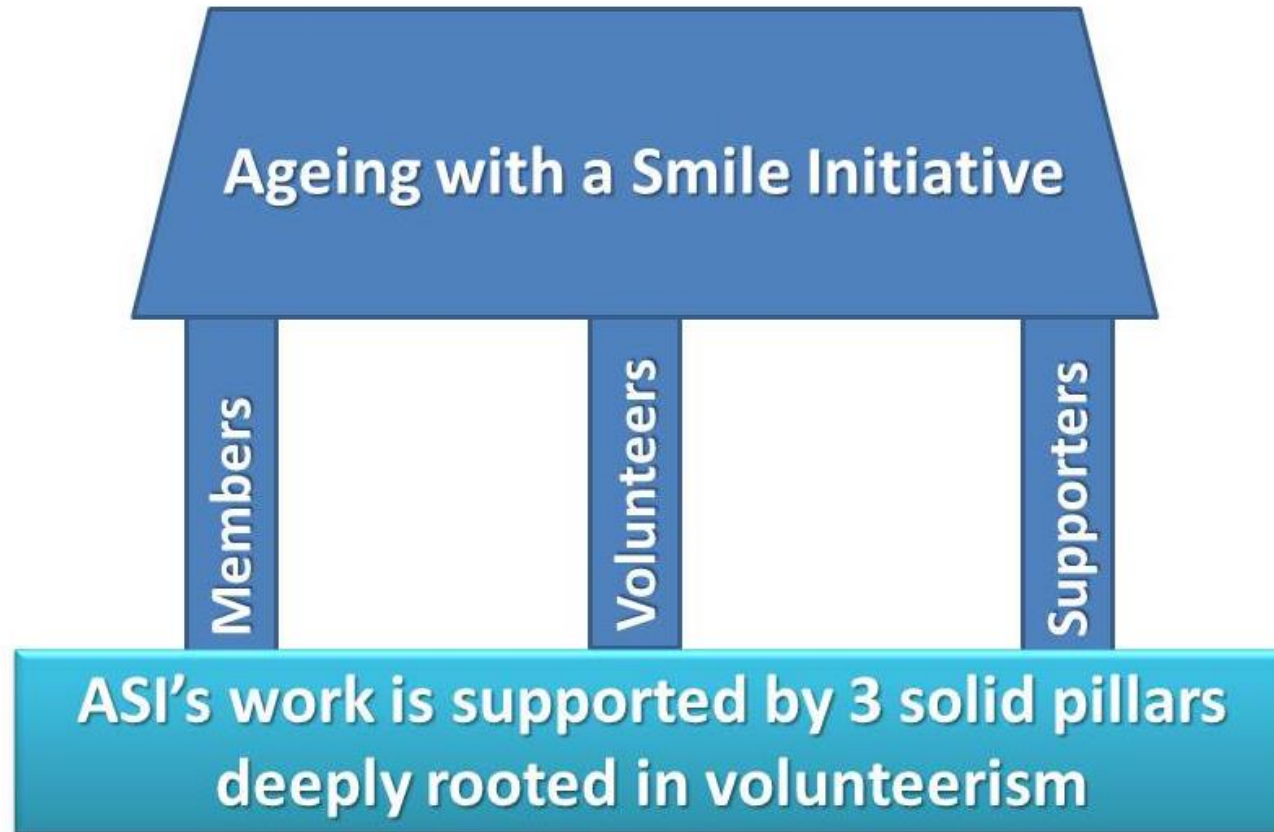 Ageing with a Smile Initiative
Members
Volunteers
Supporters
ASI’s work is supported by 3 solid pillars
deeply rooted in volunteerism